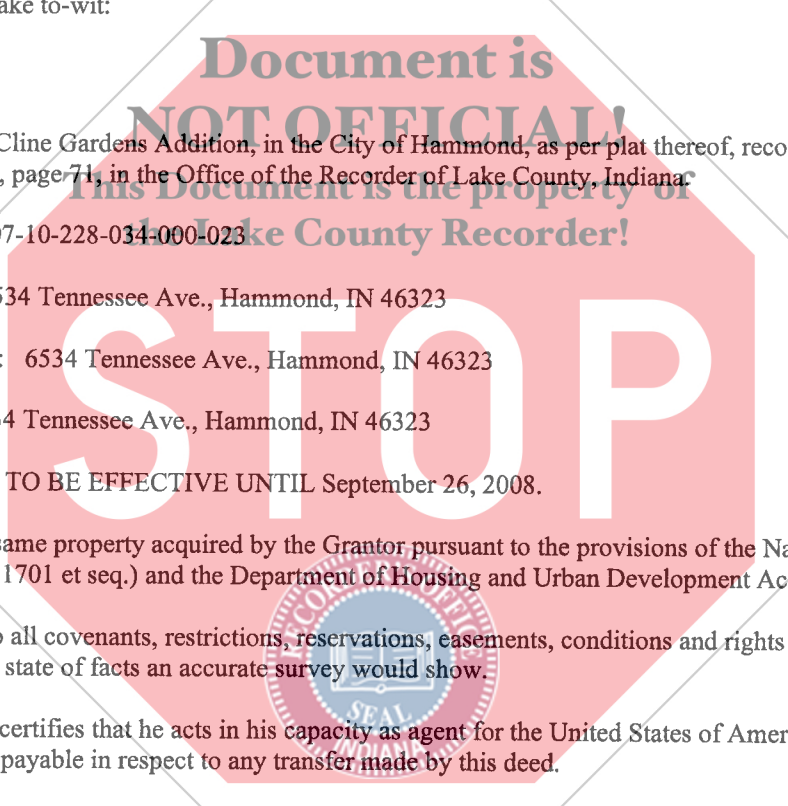 ake to-wit:
Document is
NOT OFFICIAL!
Cline Gardens Addition, in the City of Hammond, as per plat thereof, reco
, page 71, in the Office of the Recorder of Lake County, Indiana.
This Document is the property of
the Lake County Recorder!
7-10-228-034-000-023
534 Tennessee Ave., Hammond, IN 46323
: 6534 Tennessee Ave., Hammond, IN 46323
4 Tennessee Ave., Hammond, IN 46323
STOP
TO BE EFFECTIVE UNTIL September 26, 2008.
same property acquired by the Grantor pursuant to the provisions of the Na
1701 et seq.) and the Department of Housing and Urban Development Ac
o all covenants, restrictions, reservations, easements, conditions and rights
state of facts an accurate survey would show.
RECORDER'S OFFICE
SEAL
INDIANA
certifies that he acts in his capacity as agent for the United States of Amer
payable in respect to any transfer made by this deed.